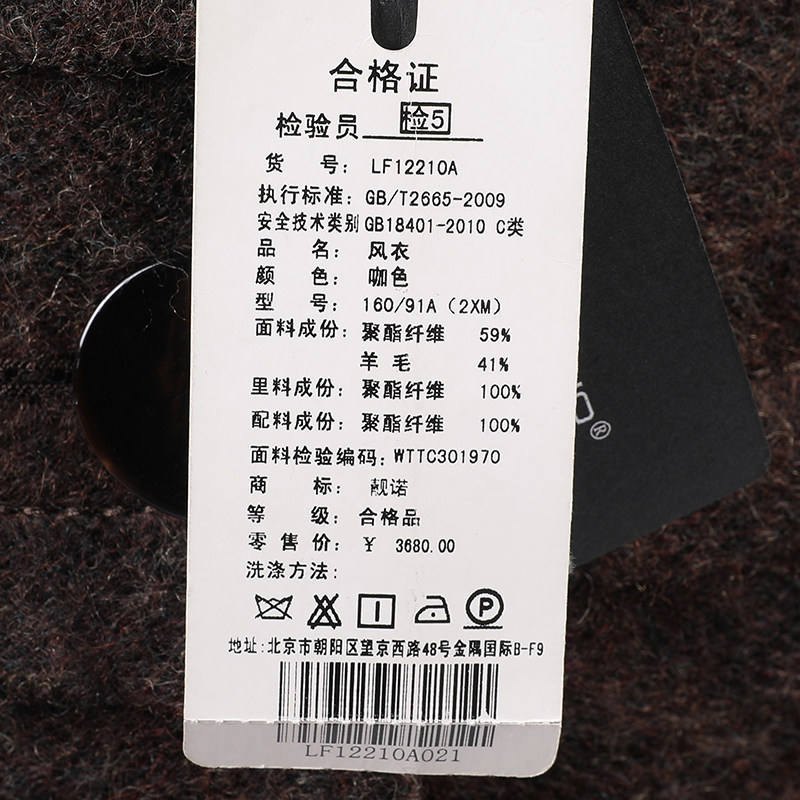 合格证
检验员 检5
货 号: LF12210A
执行标准: GB/T2665-2009
安全技术类别 GB18401-2010 C类
品 名: 风衣
颜 色: 咖色
型 号: 160/91A (2XM)
面料成份: 聚酯纤维 59%
羊毛 41%
里料成份: 聚酯纤维 100%
配料成份: 聚酯纤维 100%
面料检验编码: WTTC301970
商 标: 靓诺
等 级: 合格品
零售价: ¥ 3680.00
洗涤方法:
P
地址:北京市朝阳区望京西路48号金隅国际B-F9
LF12210A021
®